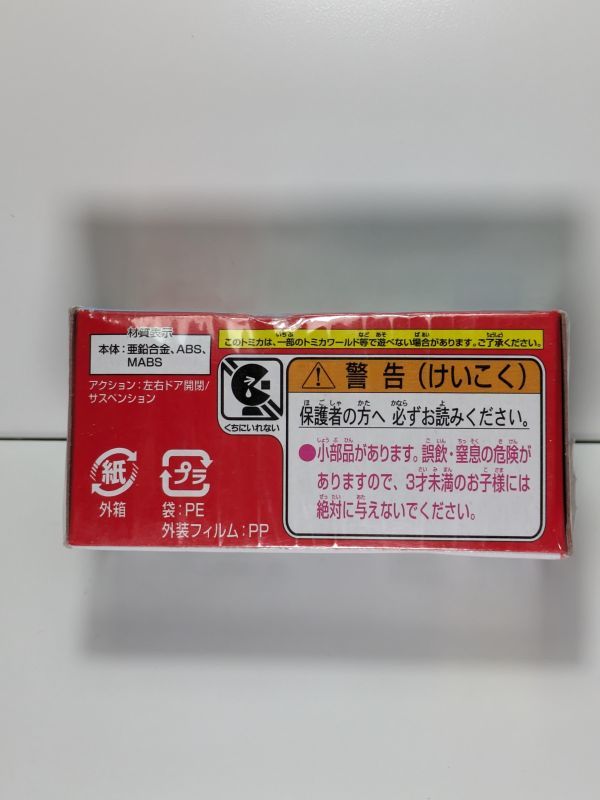 材質表示
本体：亜鉛合金、ABS、
MABS
アクション：左右ドア開閉/
サスペンション
紙
外箱
プラ
袋：PE
外装フィルム：PP
このトミカは、一部のトミカワールド等で遊べない場合があります。ご了承ください。
くちにいれない
警告（けいこく）
保護者の方へ 必ずお読みください。
●小部品があります。誤飲・窒息の危険が
ありますので、3才未満のお子様には
絶対に与えないでください。